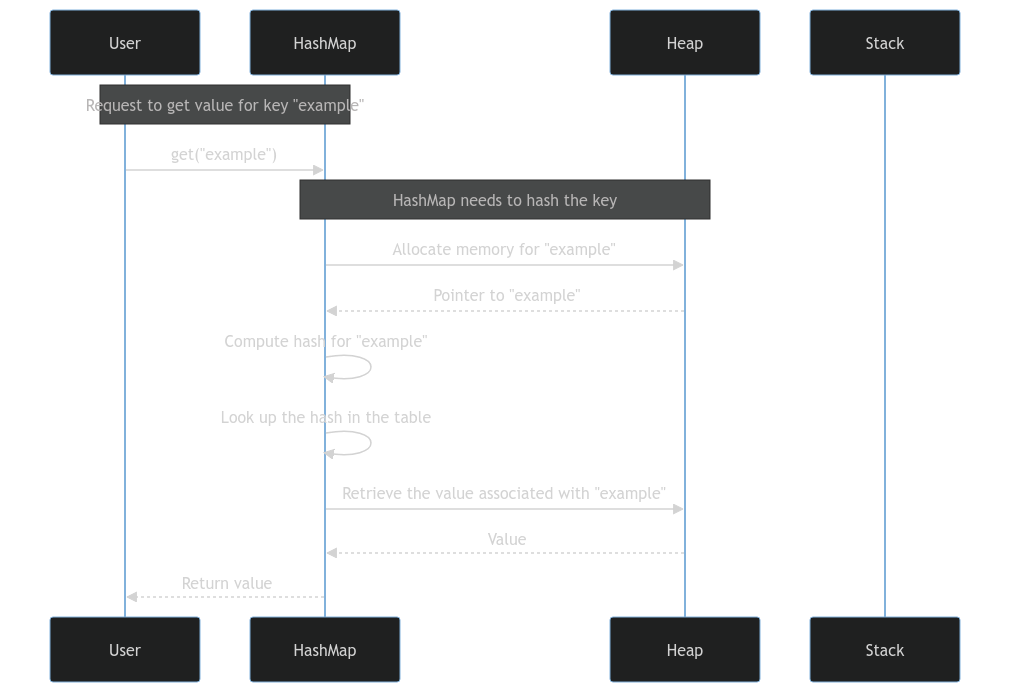 User
HashMap
Heap
Stack
Request to get value for key "example"
get("example")
HashMap needs to hash the key
Allocate memory for "example"
Pointer to "example"
Compute hash for "example"
Look up the hash in the table
Retrieve the value associated with "example"
Value
Return value
User
HashMap
Heap
Stack